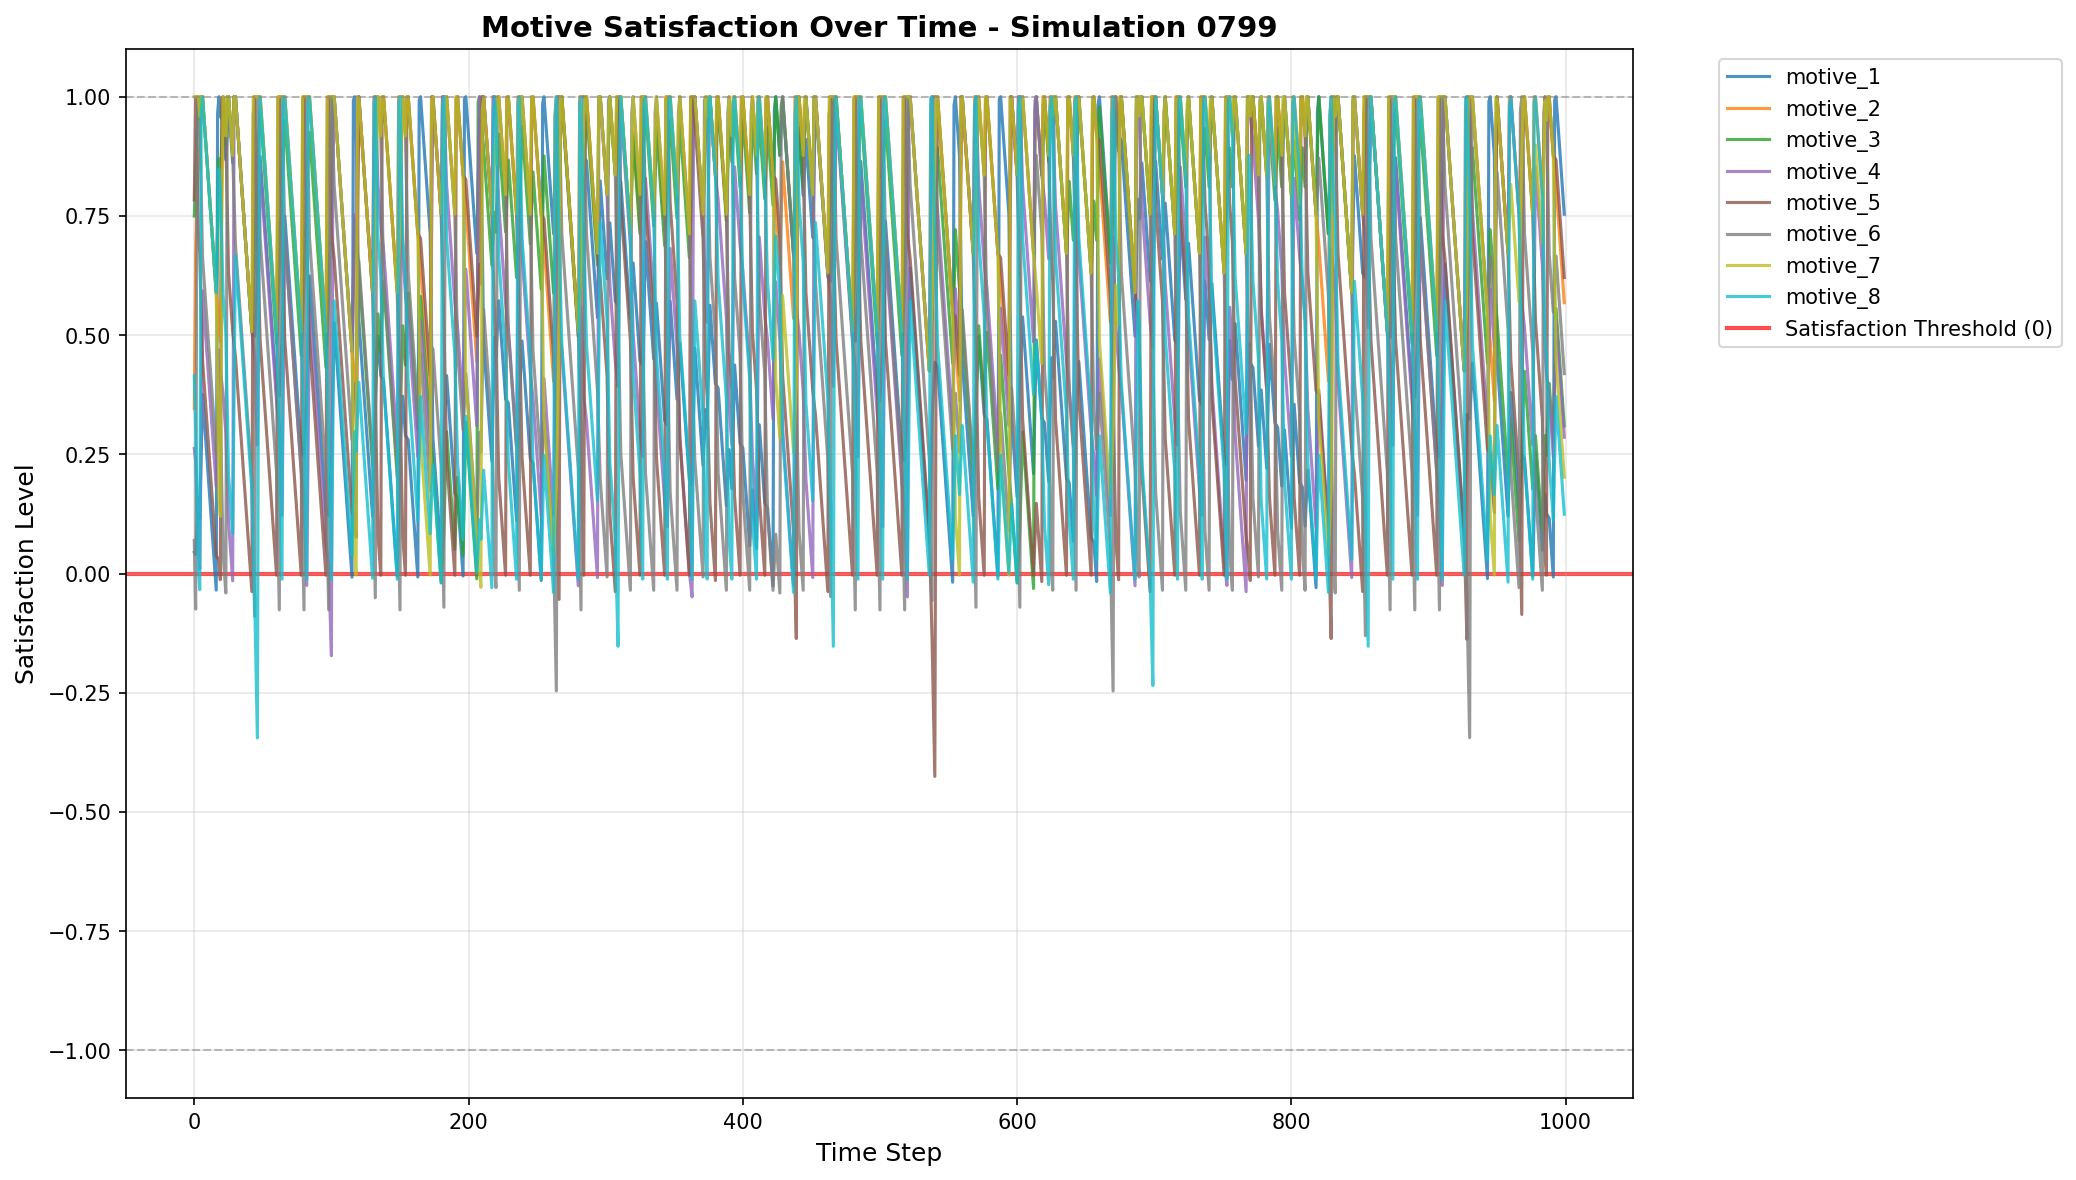 Motive Satisfaction Over Time - Simulation 0799
Satisfaction Level
1.00
0.75
0.50
0.25
0.00
−0.25
−0.50
−0.75
−1.00
0
200
400
600
800
1000
Time Step
motive_1
motive_2
motive_3
motive_4
motive_5
motive_6
motive_7
motive_8
Satisfaction Threshold (0)